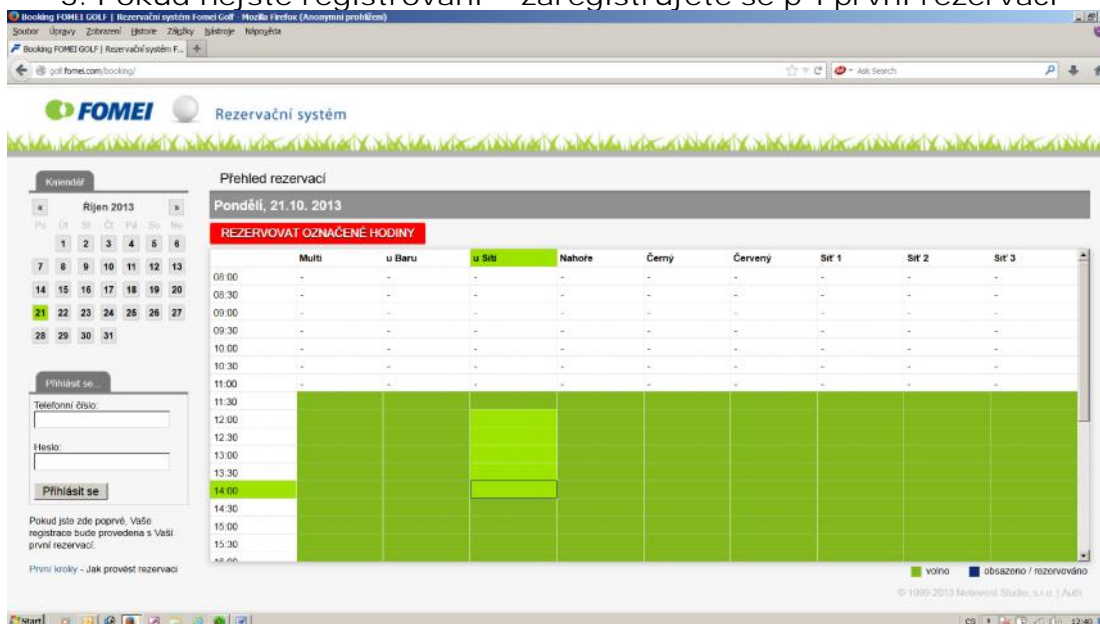 3. Pokud nejste registrováni – zaregistrujete se p i první rezervaci
Booking FOMEI GOLF | Rezervační systém Fomei Golf - Mozilla Firefox (Anonymní prohlížení)
Soubor Úpravy Zobrazení Historie Záložky Nástroje Nápověda
Booking FOMEI GOLF | Rezervační systém F... +
golf.fomei.com/booking/ Ask Search
FOMEI Rezervační systém
Kalendář
« Říjen 2013 »
Po Út St Čt Pá So Ne
1 2 3 4 5 6
7 8 9 10 11 12 13
14 15 16 17 18 19 20
21 22 23 24 25 26 27
28 29 30 31
Přihlásit se...
Telefonní číslo:
Heslo:
Přihlásit se
Pokud jste zde poprvé, Vaše
registrace bude provedena s Vaší
první rezervací.
První kroky - Jak provést rezervaci
Přehled rezervací
Pondělí, 21.10. 2013
REZERVOVAT OZNAČENÉ HODINY
Multi u Baru u Sítí Nahoře Černý Červený Síť 1 Síť 2 Síť 3
08:00 - - - - - - - - -
08:30 - - - - - - - - -
09:00 - - - - - - - - -
09:30 - - - - - - - - -
10:00 - - - - - - - - -
10:30 - - - - - - - - -
11:00 - - - - - - - - -
11:30
12:00
12:30
13:00
13:30
14:00
14:30
15:00
15:30
16:00
volno obsazeno / rezervováno
© 1999-2013 Noteword Studio, s.r.o. | Auth
Start CS 12:40